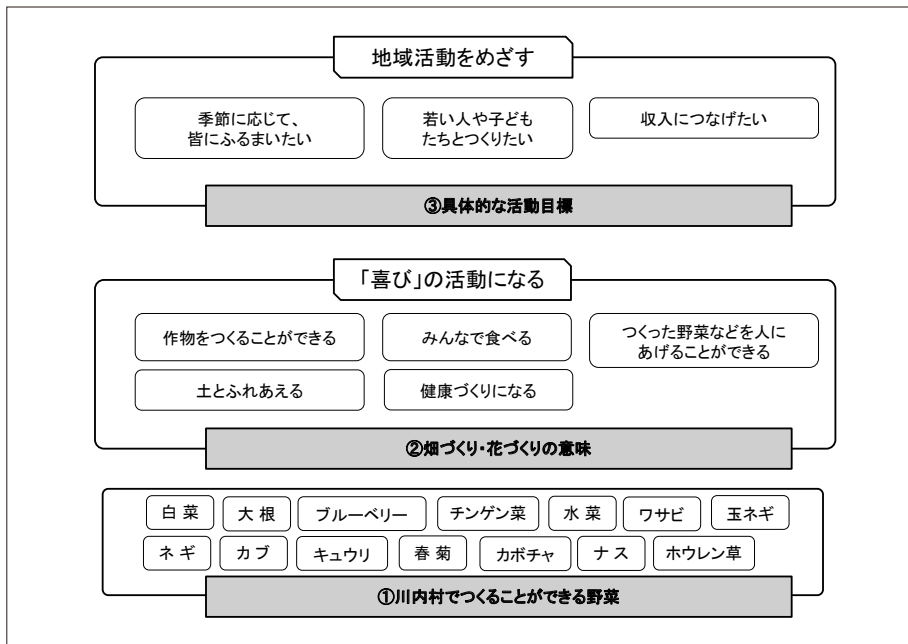 地域活動をめざす
季節に応じて、
皆にふるまいたい
若い人や子ども
たちとつくりたい
収入につなげたい
③具体的な活動目標
「喜び」の活動になる
作物をつくることができる
みんなで食べる
つくった野菜などを人に
あげることができる
土とふれあえる
健康づくりになる
②畑づくり・花づくりの意味
白 菜
大 根
ブルーベリー
チンゲン菜
水 菜
ワサビ
玉ネギ
ネ ギ
カ ブ
キュウリ
春 菊
カボチャ
ナ ス
ホウレン草
①川内村でつくることができる野菜